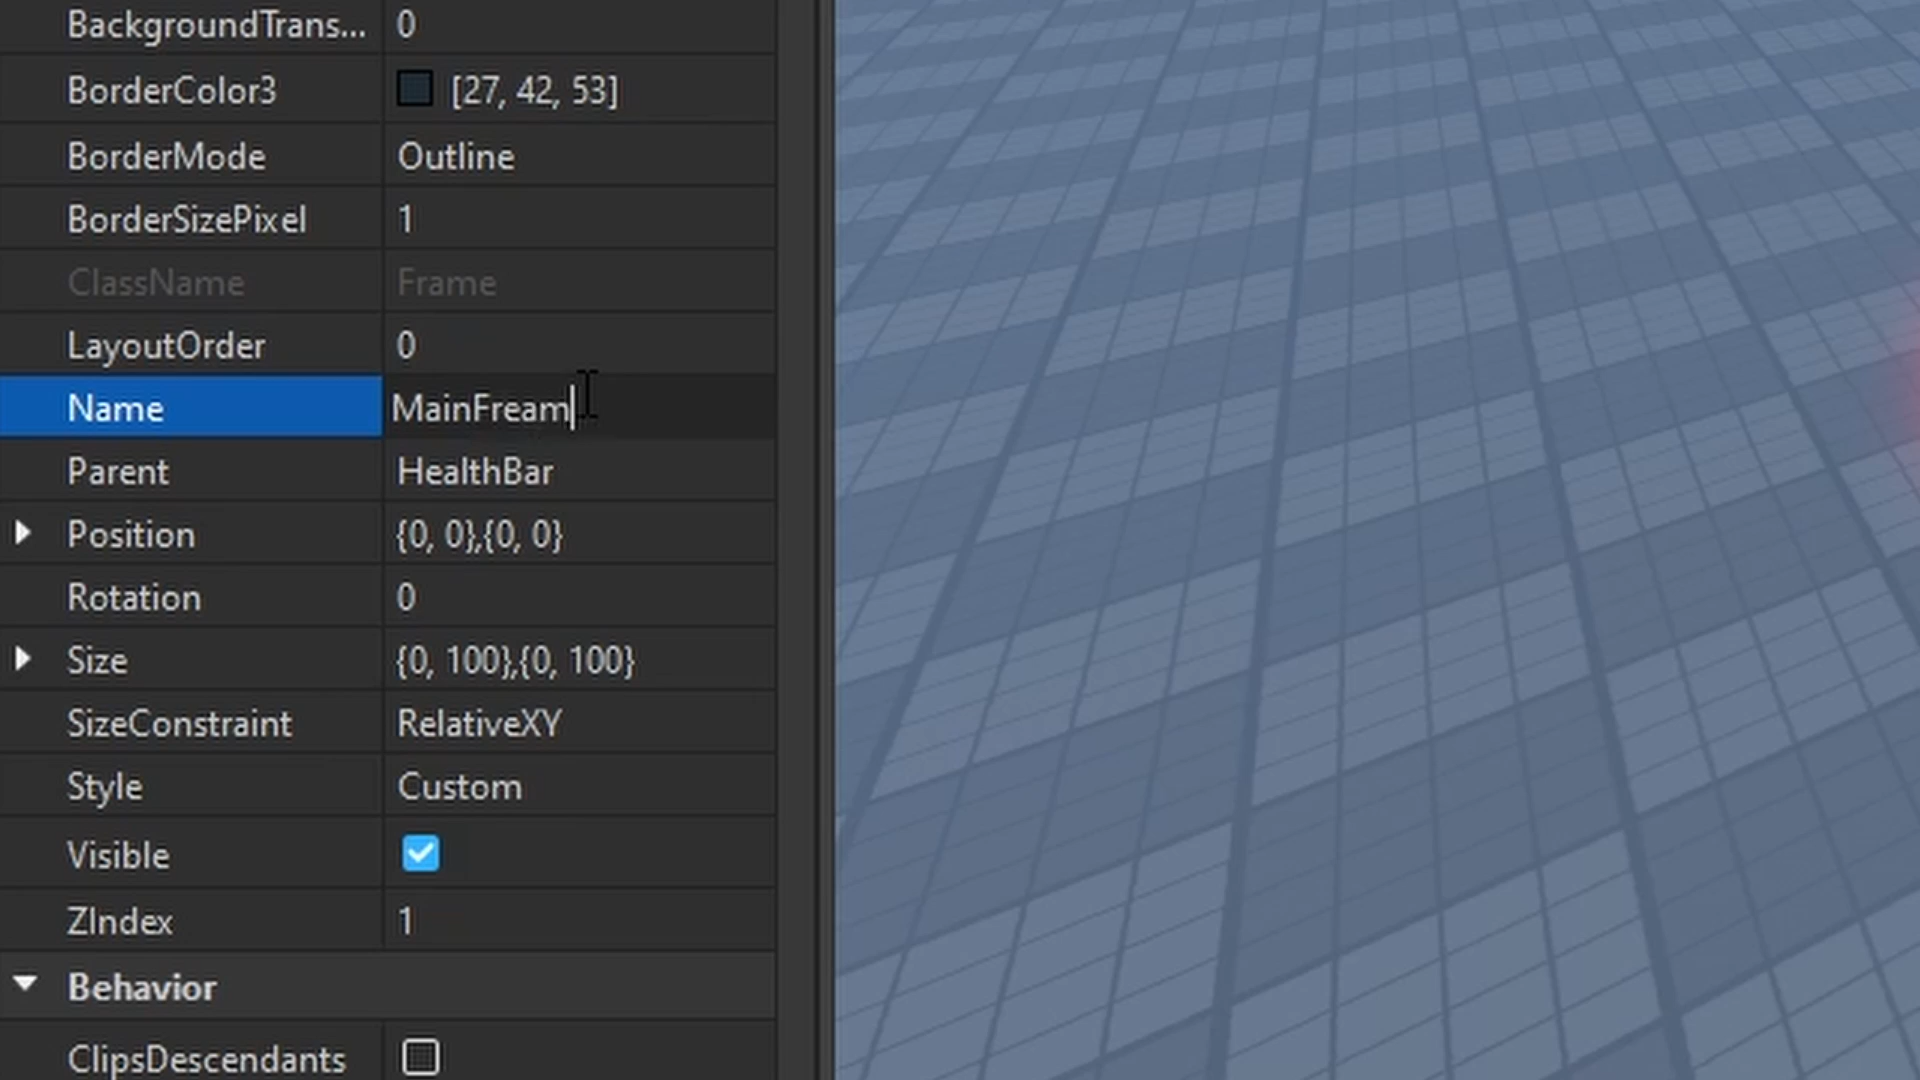 BackgroundTrans... 0
BorderColor3 [27, 42, 53]
BorderMode Outline
BorderSizePixel 1
ClassName Frame
LayoutOrder 0
Name MainFream
Parent HealthBar
Position {0, 0},{0, 0}
Rotation 0
Size {0, 100},{0, 100}
SizeConstraint RelativeXY
Style Custom
Visible
ZIndex 1
Behavior
ClipsDescendants